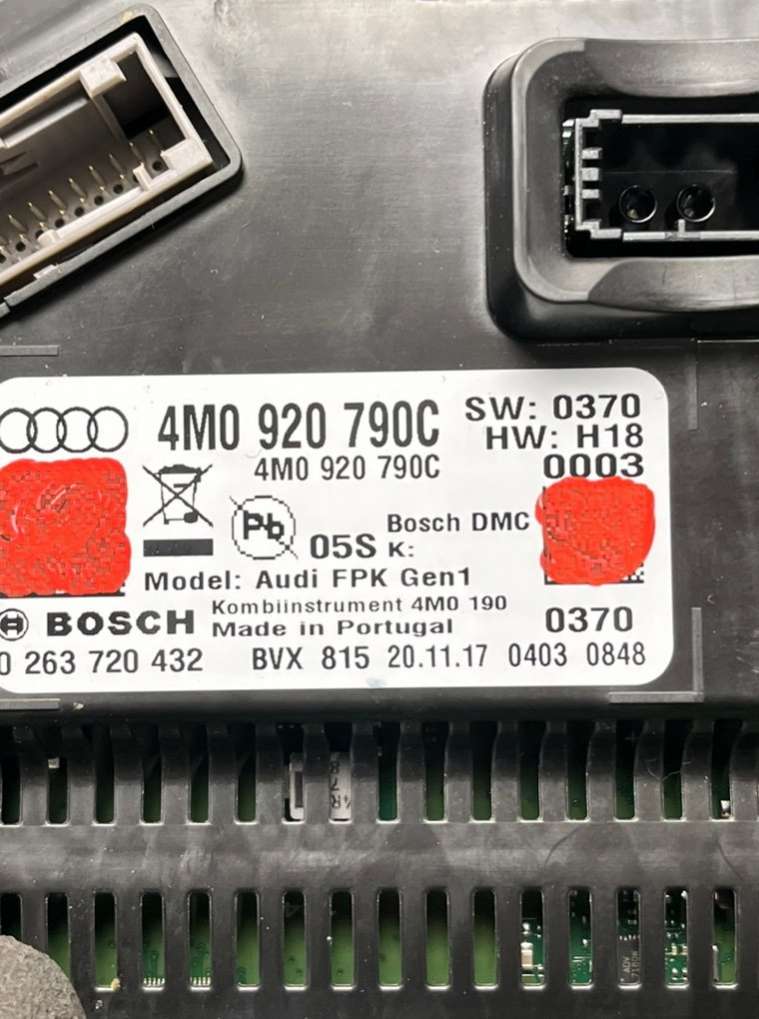 4M0 920 790C
SW: 0370
HW: H18
4M0 920 790C
0003
Pb
05S
Bosch DMC
K:
Model: Audi FPK Gen1
Kombiinstrument 4M0 190
BOSCH
Made in Portugal
0370
0 263 720 432 BVX 815 20.11.17 0403 0848